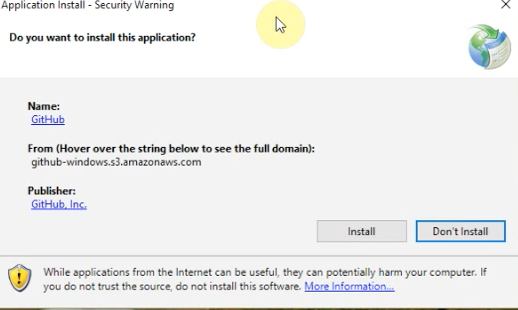 Application Install - Security Warning
Do you want to install this application?
Name:
GitHub
From (Hover over the string below to see the full domain):
github-windows.s3.amazonaws.com
Publisher:
GitHub, Inc.
Install
Don't Install
While applications from the Internet can be useful, they can potentially harm your computer. If
you do not trust the source, do not install this software. More Information...